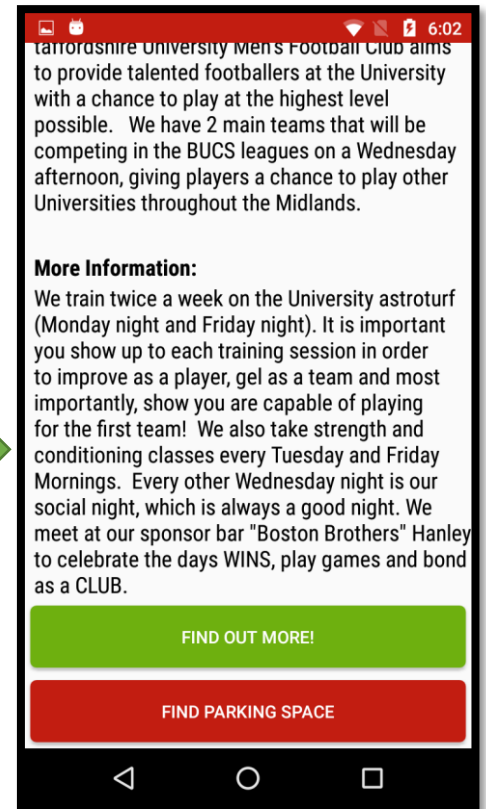 6:02
taffordshire University Men's Football Club aims
to provide talented footballers at the University
with a chance to play at the highest level
possible. We have 2 main teams that will be
competing in the BUCS leagues on a Wednesday
afternoon, giving players a chance to play other
Universities throughout the Midlands.
More Information:
We train twice a week on the University astroturf
(Monday night and Friday night). It is important
you show up to each training session in order
to improve as a player, gel as a team and most
importantly, show you are capable of playing
for the first team! We also take strength and
conditioning classes every Tuesday and Friday
Mornings. Every other Wednesday night is our
social night, which is always a good night. We
meet at our sponsor bar "Boston Brothers" Hanley
to celebrate the days WINS, play games and bond
as a CLUB.
FIND OUT MORE!
FIND PARKING SPACE